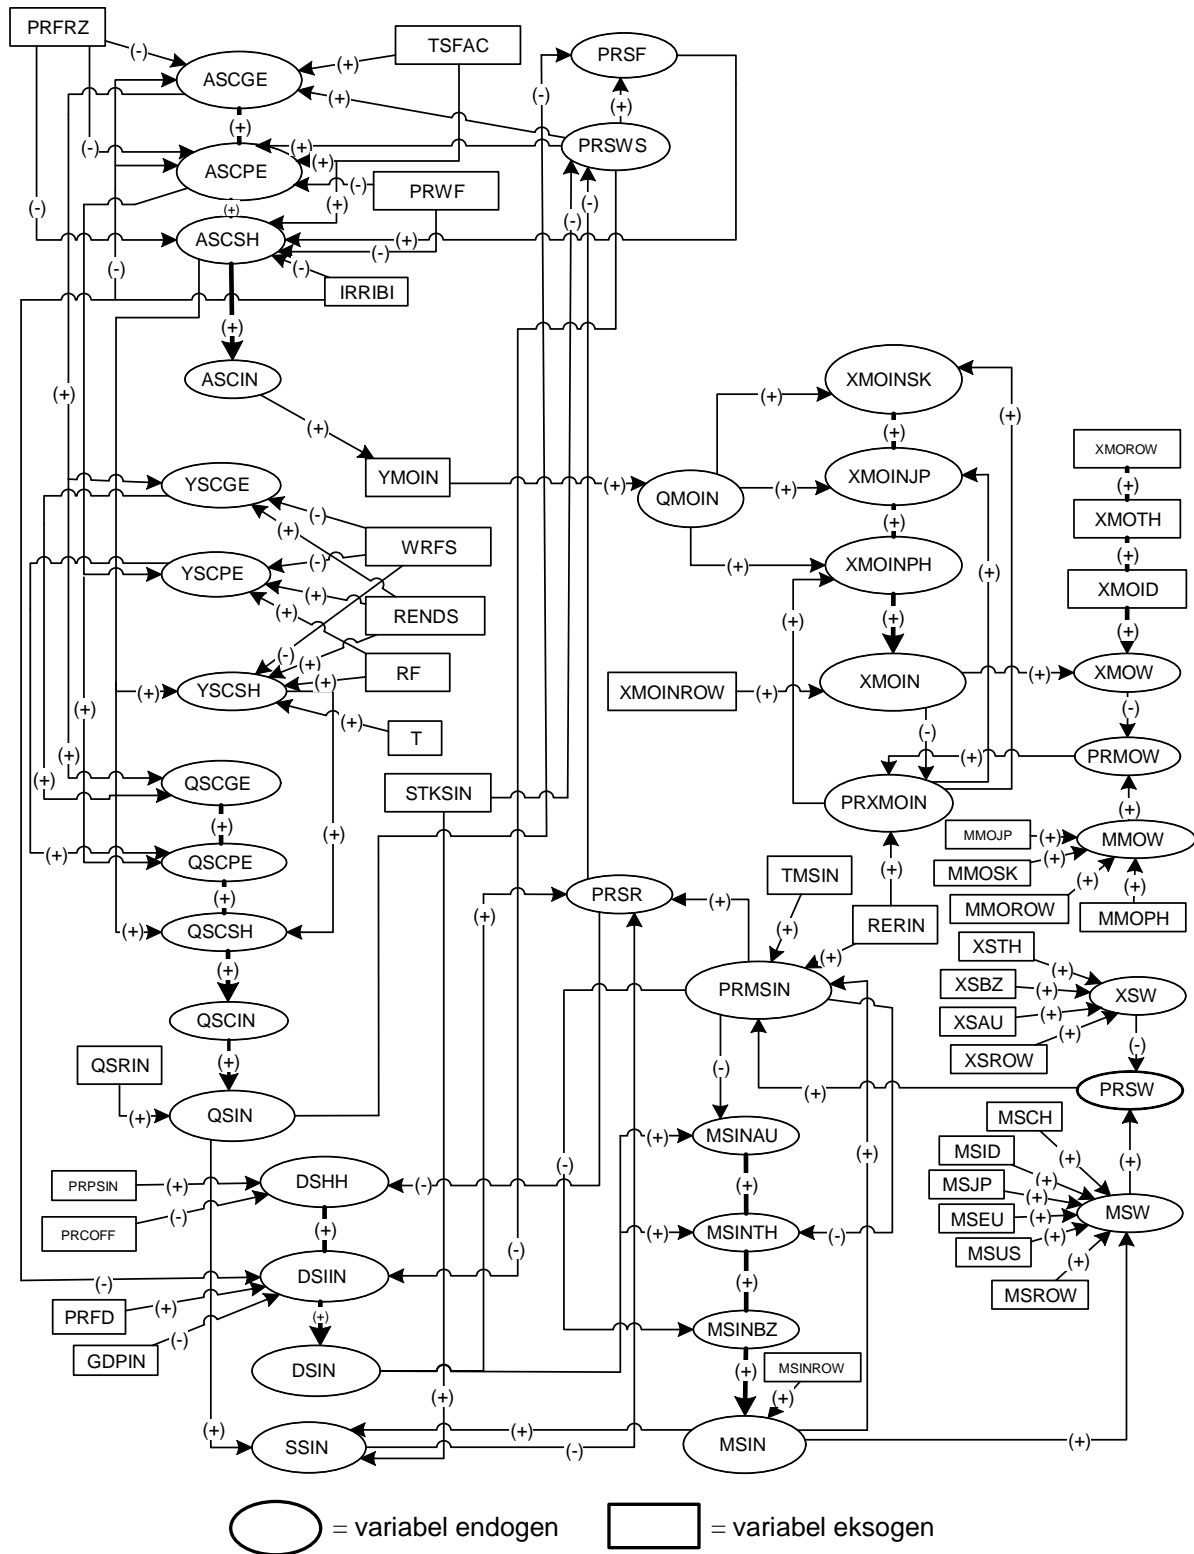 PRFRZ
TSFAC
PRSF
(-)
(+)
ASCGE
(-)
(+)
(+)
(+)
PRSWS
(+)
(-)
(+)
ASCPE
(+)
(-)
PRWF
(-)
(+)
(+)
(-)
(-)
ASCSH
(+)
(-)
(-)
(-)
IRRIBI
(+)
ASCIN
(+)
(+)
YMOIN
(+)
QMOIN
(+)
(+)
(+)
XMOINSK
(+)
(+)
XMOINJP
(+)
XMOINPH
(+)
(+)
(+)
XMOROW
(+)
XMOTH
(+)
XMOID
(+)
YSCGE
(-)
(+)
WRFS
YSCPE
(-)
(+)
(+)
RENDS
(-)
(+)
RF
(+)
YSCSH
(+)
(+)
T
(+)
XMOINROW
(+)
XMOIN
(+)
XMOW
(-)
(-)
PRMOW
(+)
PRXMOIN
(+)
(+)
(+)
QSCGE
STKSIN
(+)
(+)
(+)
QSCPE
(+)
(+)
QSCSH
(+)
QSCIN
(+)
QSRIN
(+)
QSIN
MMOJP
(+)
MMOW
MMOSK
(+)
MMOROW
(+)
(+)
MMOPH
PRSR
(+)
(+)
TMSIN
(+)
RERIN
(+)
PRMSIN
XSTH
(+)
XSBZ
(+)
XSW
XSAU
(+)
XSROW
(+)
(-)
(-)
(+)
PRSW
MSINAU
(+)
(-)
(+)
(+)
MSCH
(+)
MSID
(+)
MSJP
(+)
MSEU
(+)
MSW
MSUS
(+)
MSROW
(+)
(+)
PRPSIN
(+)
DSHH
(-)
PRCOFF
(-)
(+)
(+)
MSINTH
(-)
(-)
(-)
DSIIN
PRFD
(+)
(+)
GDPIN
(-)
(+)
MSINBZ
DSIN
(+)
MSINROW
(+)
(+)
(+)
SSIN
(-)
(+)
MSIN
(+)
= variabel endogen
= variabel eksogen